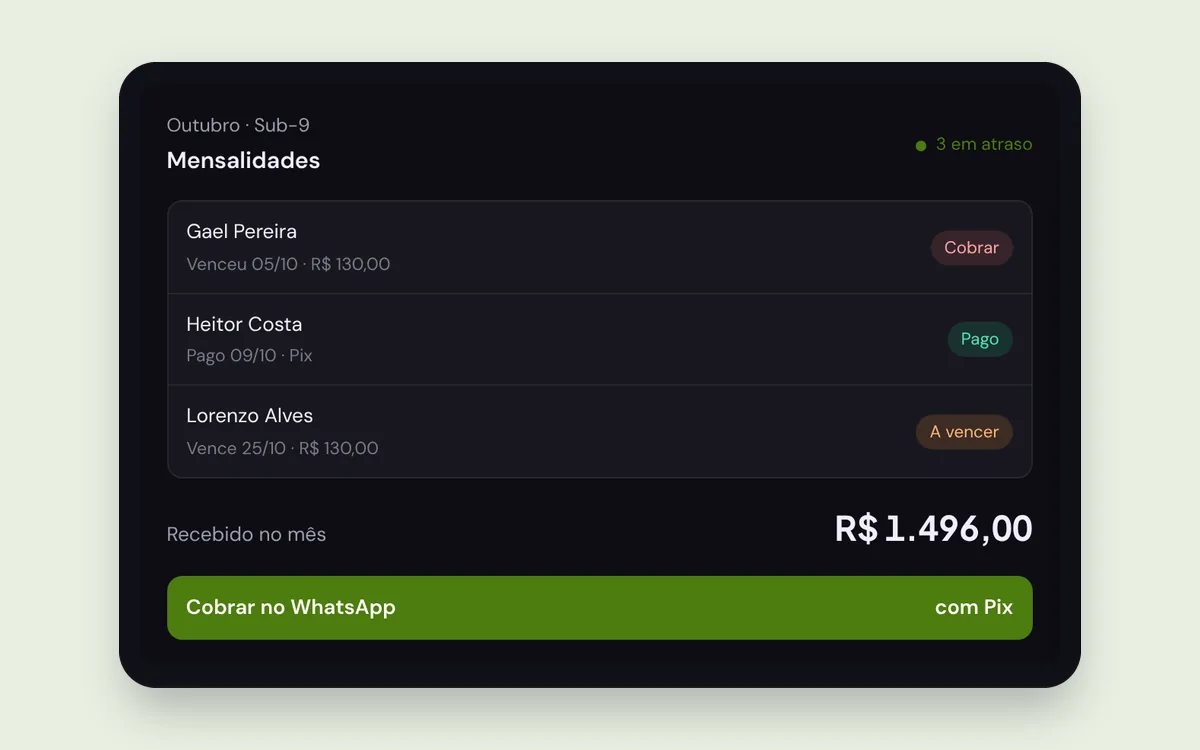 Outubro · Sub-9
Mensalidades
3 em atraso
Gael Pereira
Venceu 05/10 · R$ 130,00
Cobrar
Heitor Costa
Pago 09/10 · Pix
Pago
Lorenzo Alves
Vence 25/10 · R$ 130,00
A vencer
Recebido no mês
R$ 1.496,00
Cobrar no WhatsApp
com Pix